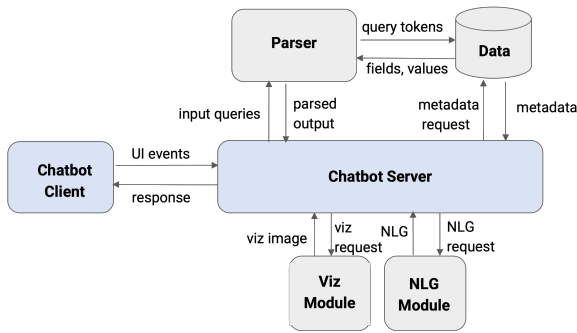 Parser
query tokens
Data
fields, values
input queries
parsed
output
metadata
request
metadata
Chatbot
Client
UI events
response
Chatbot Server
viz image
viz
request
NLG
NLG
request
Viz
Module
NLG
Module